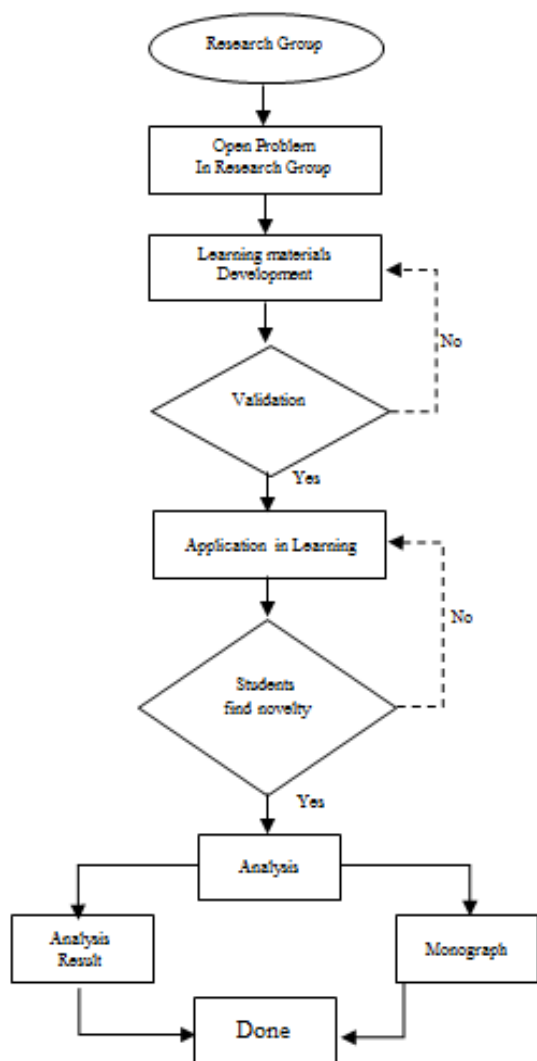 Research Group
Open Problem
In Research Group
Learning materials
Development
No
Validation
Yes
Application in Learning
No
Students
find novelty
Yes
Analysis
Analysis
Result
Monograph
Done